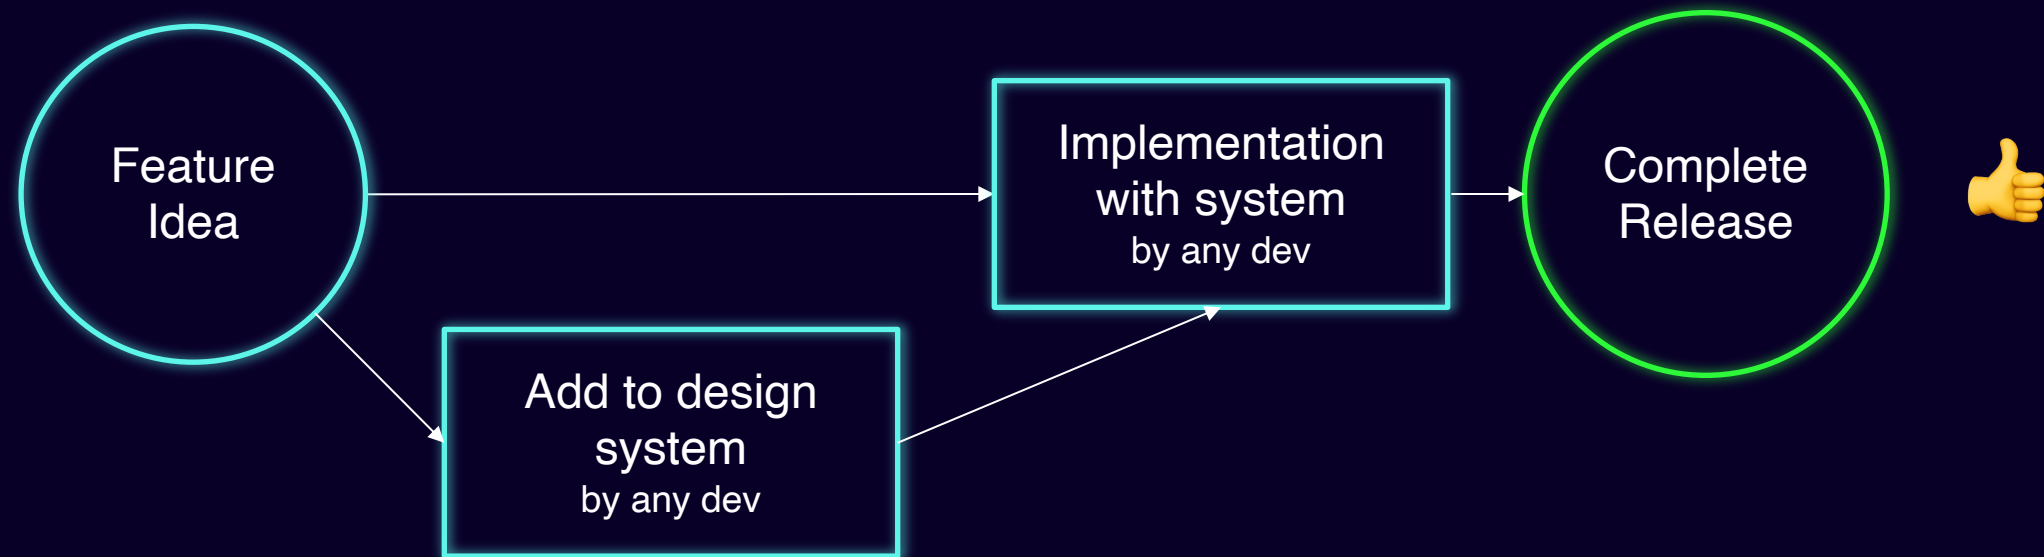 Feature
Idea
Implementation
with system
by any dev
Complete
Release
Add to design
system
by any dev